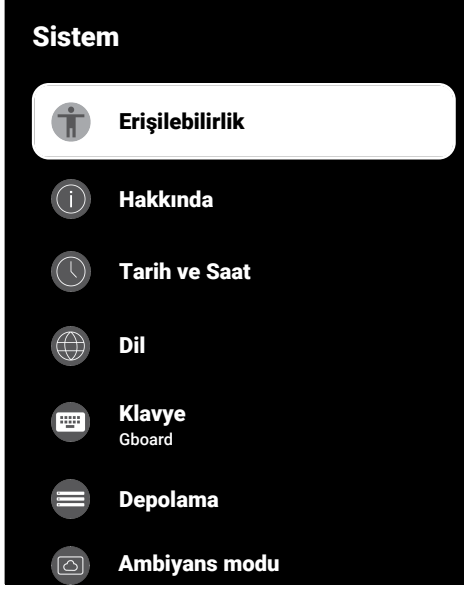 Sistem
Erişilebilirlik
Hakkında
Tarih ve Saat
Dil
Klavye
Gboard
Depolama
Ambiyans modu